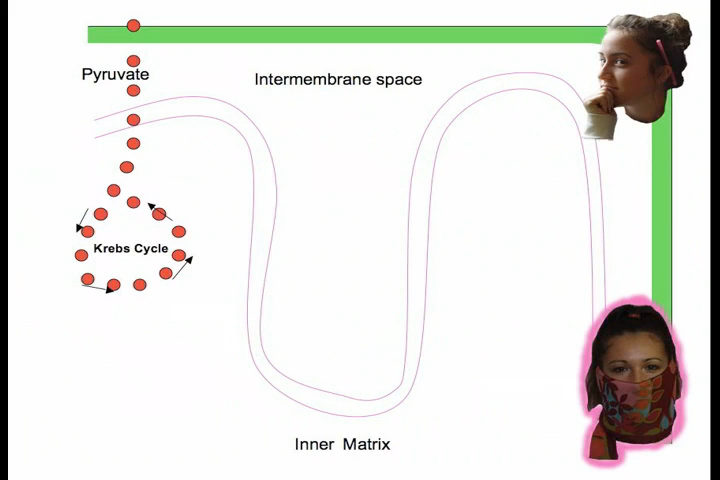 Pyruvate
Intermembrane space
Krebs Cycle
Inner Matrix